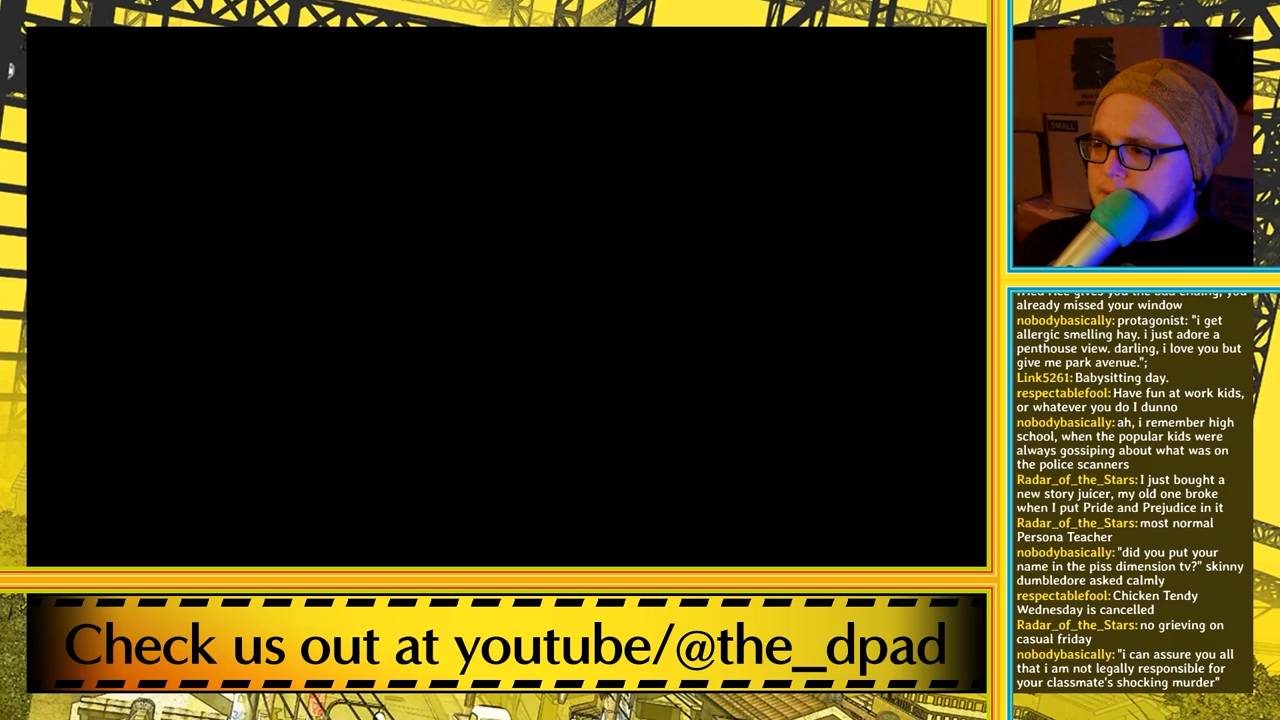 SMALL
already missed your window
nobodybasically: protagonist: "i get
allergic smelling hay. i just adore a
penthouse view. darling, i love you but
give me park avenue.";
Link5261: Babysitting day.
respectablefool: Have fun at work kids,
or whatever you do I dunno
nobodybasically: ah, i remember high
school, when the popular kids were
always gossiping about what was on
the police scanners
Radar_of_the_Stars: I just bought a
new story juicer, my old one broke
when I put Pride and Prejudice in it
Radar_of_the_Stars: most normal
Persona Teacher
nobodybasically: "did you put your
name in the piss dimension tv?" skinny
dumbledore asked calmly
respectablefool: Chicken Tendy
Wednesday is cancelled
Radar_of_the_Stars: no grieving on
casual friday
nobodybasically: "i can assure you all
that i am not legally responsible for
your classmate's shocking murder"
Check us out at youtube/@the_dpad